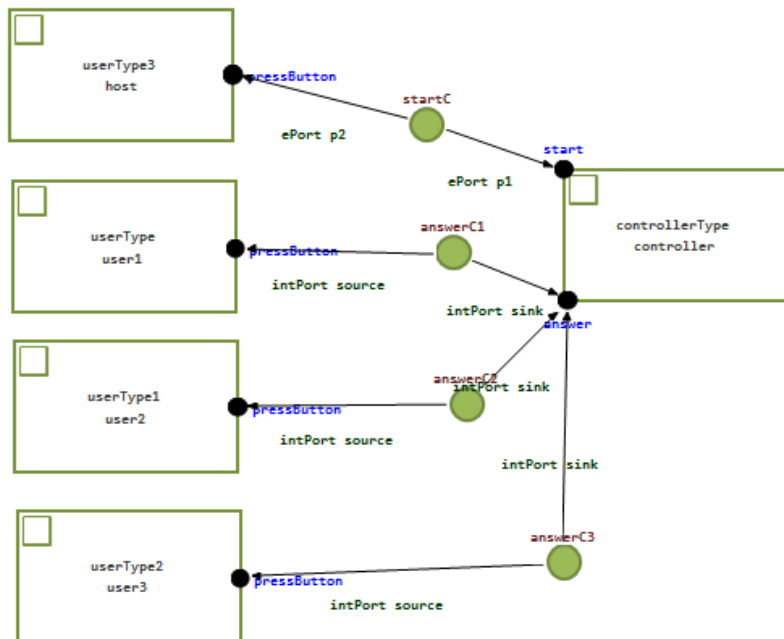 userType3
host
pressButton
startC
ePort p2
start
ePort p1
controllerType
controller
userType
user1
pressButton
answerC1
intPort source
intPort sink
answer
userType1
user2
pressButton
answerC2
intPort sink
intPort source
intPort sink
userType2
user3
pressButton
answerC3
intPort source